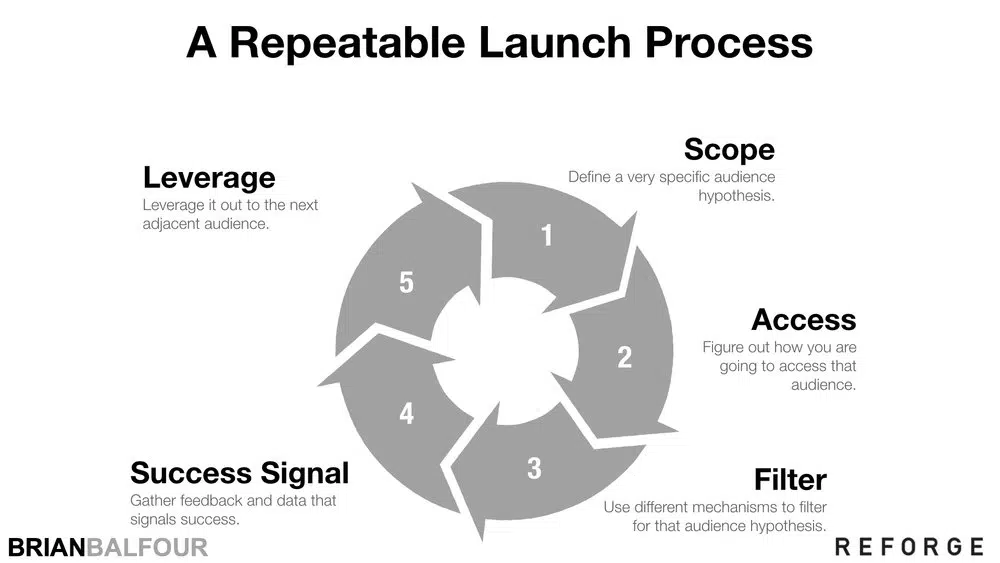 A Repeatable Launch Process
1
Scope
Define a very specific audience
hypothesis.
2
Access
Figure out how you are
going to access that
audience.
3
Filter
Use different mechanisms to filter
for that audience hypothesis.
4
Success Signal
Gather feedback and data that
signals success.
5
Leverage
Leverage it out to the next
adjacent audience.
BRIANBALFOUR
REFORGE